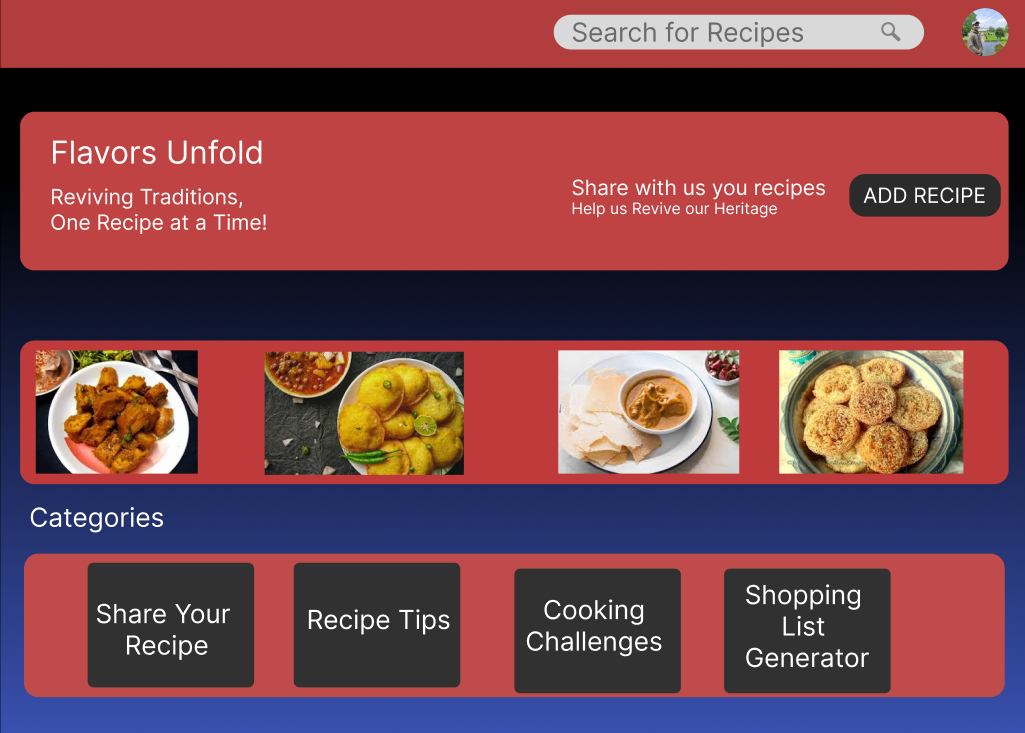 Search for Recipes
Flavors Unfold
Reviving Traditions,
One Recipe at a Time!
Share with us you recipes
Help us Revive our Heritage
ADD RECIPE
Categories
Share Your
Recipe
Recipe Tips
Cooking
Challenges
Shopping
List
Generator